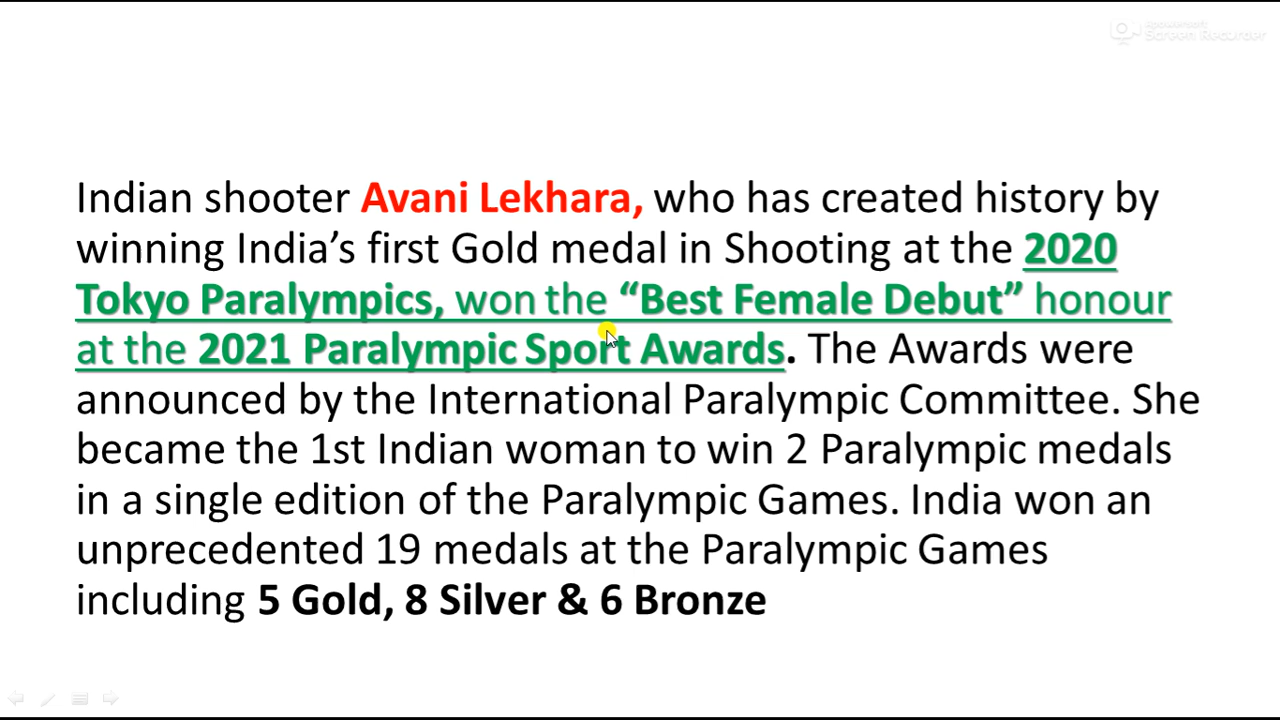 Apowersoft
Screen Recorder
Indian shooter Avani Lekhara, who has created history by
winning India’s first Gold medal in Shooting at the 2020
Tokyo Paralympics, won the “Best Female Debut” honour
at the 2021 Paralympic Sport Awards. The Awards were
announced by the International Paralympic Committee. She
became the 1st Indian woman to win 2 Paralympic medals
in a single edition of the Paralympic Games. India won an
unprecedented 19 medals at the Paralympic Games
including 5 Gold, 8 Silver & 6 Bronze